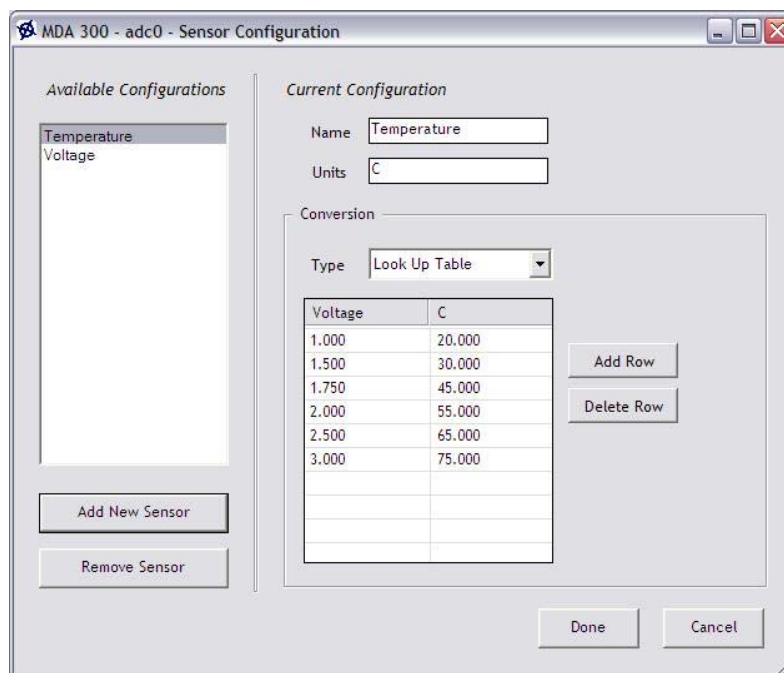 MDA 300 - adc0 - Sensor Configuration
Available Configurations
Temperature
Voltage
Add New Sensor
Remove Sensor
Current Configuration
Name Temperature
Units C
Conversion
Type Look Up Table
Voltage C
1.000 20.000
1.500 30.000
1.750 45.000
2.000 55.000
2.500 65.000
3.000 75.000
Add Row
Delete Row
Done Cancel